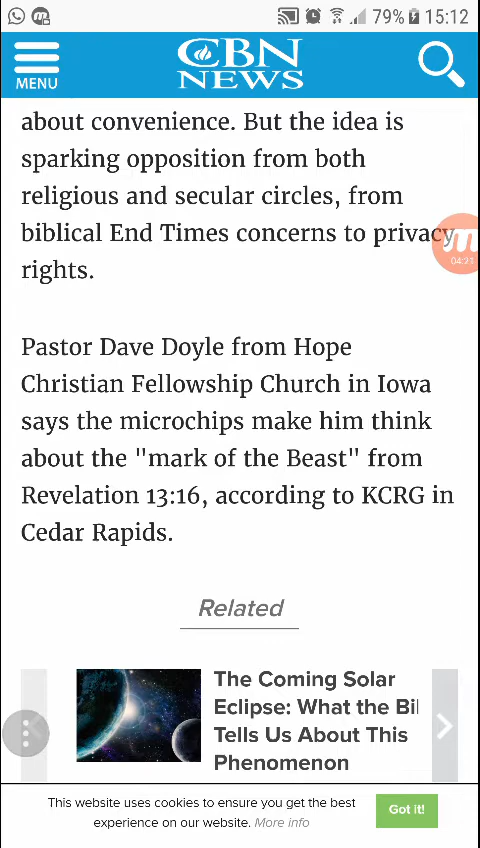 79% 15:12
MENU
CBN
NEWS
about convenience. But the idea is
sparking opposition from both
religious and secular circles, from
biblical End Times concerns to privacy
rights.
04:21
Pastor Dave Doyle from Hope
Christian Fellowship Church in Iowa
says the microchips make him think
about the "mark of the Beast" from
Revelation 13:16, according to KCRG in
Cedar Rapids.
Related
The Coming Solar
Eclipse: What the Bi
Tells Us About This
Phenomenon
This website uses cookies to ensure you get the best
experience on our website. More info
Got it!